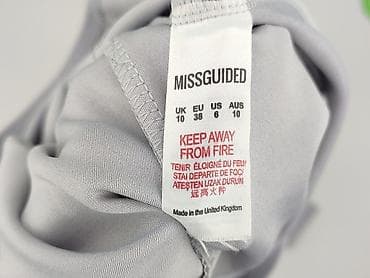 MISSGUIDED
UK EU US AUS
10 38 6 10
KEEP AWAY
FROM FIRE
TENIR ÉLOIGNÉ DU FEU
STAI DEPARTE DE FOC
ATEŞTEN UZAK DURUN
远离火种
Made in the United Kingdom